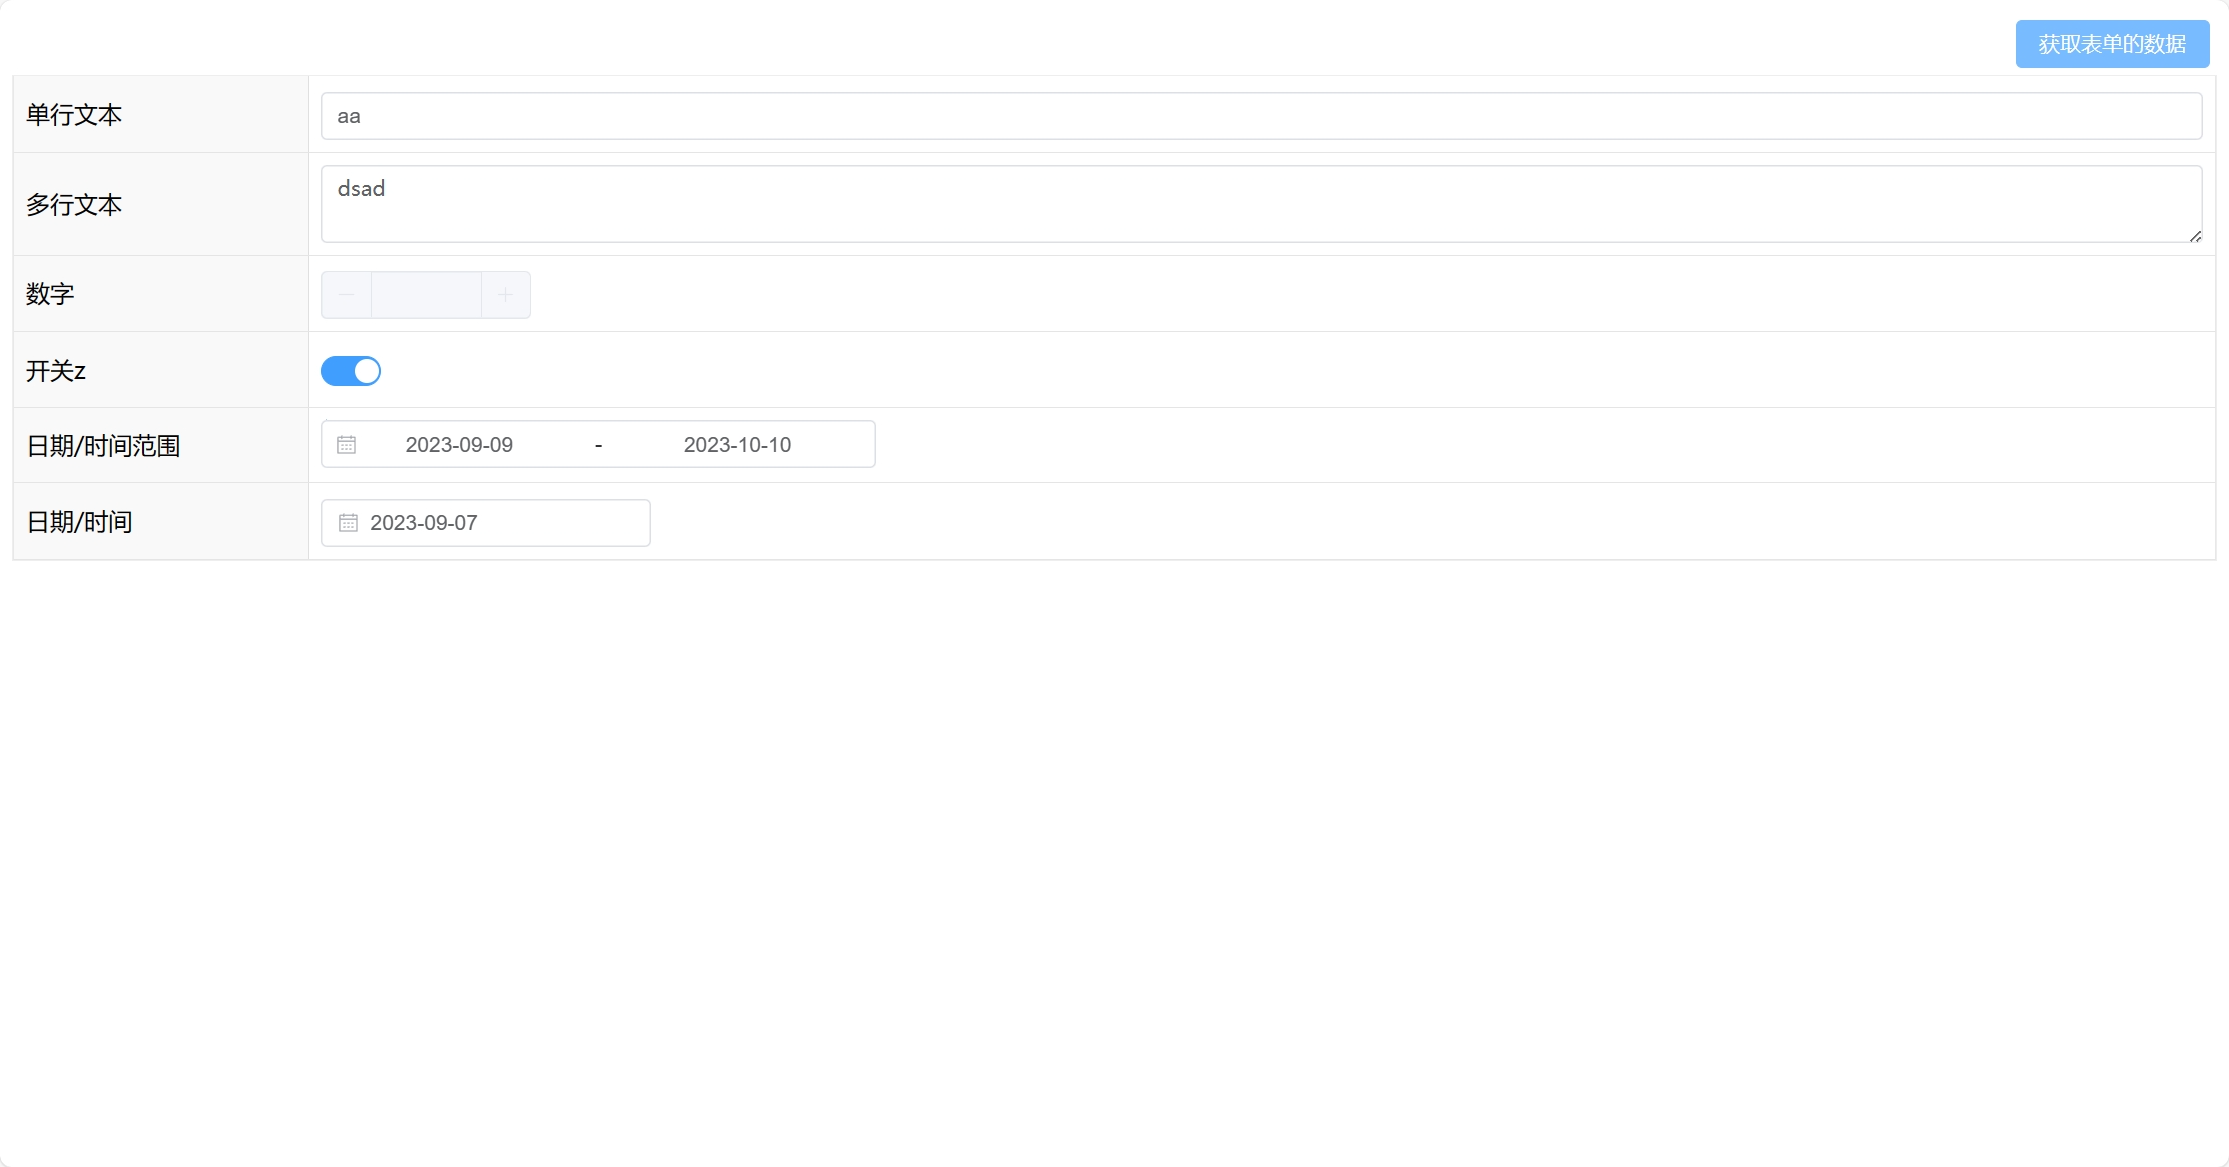 获取表单的数据
单行文本
aa
多行文本
dsad
数字
开关z
日期/时间范围
2023-09-09 - 2023-10-10
日期/时间
2023-09-07